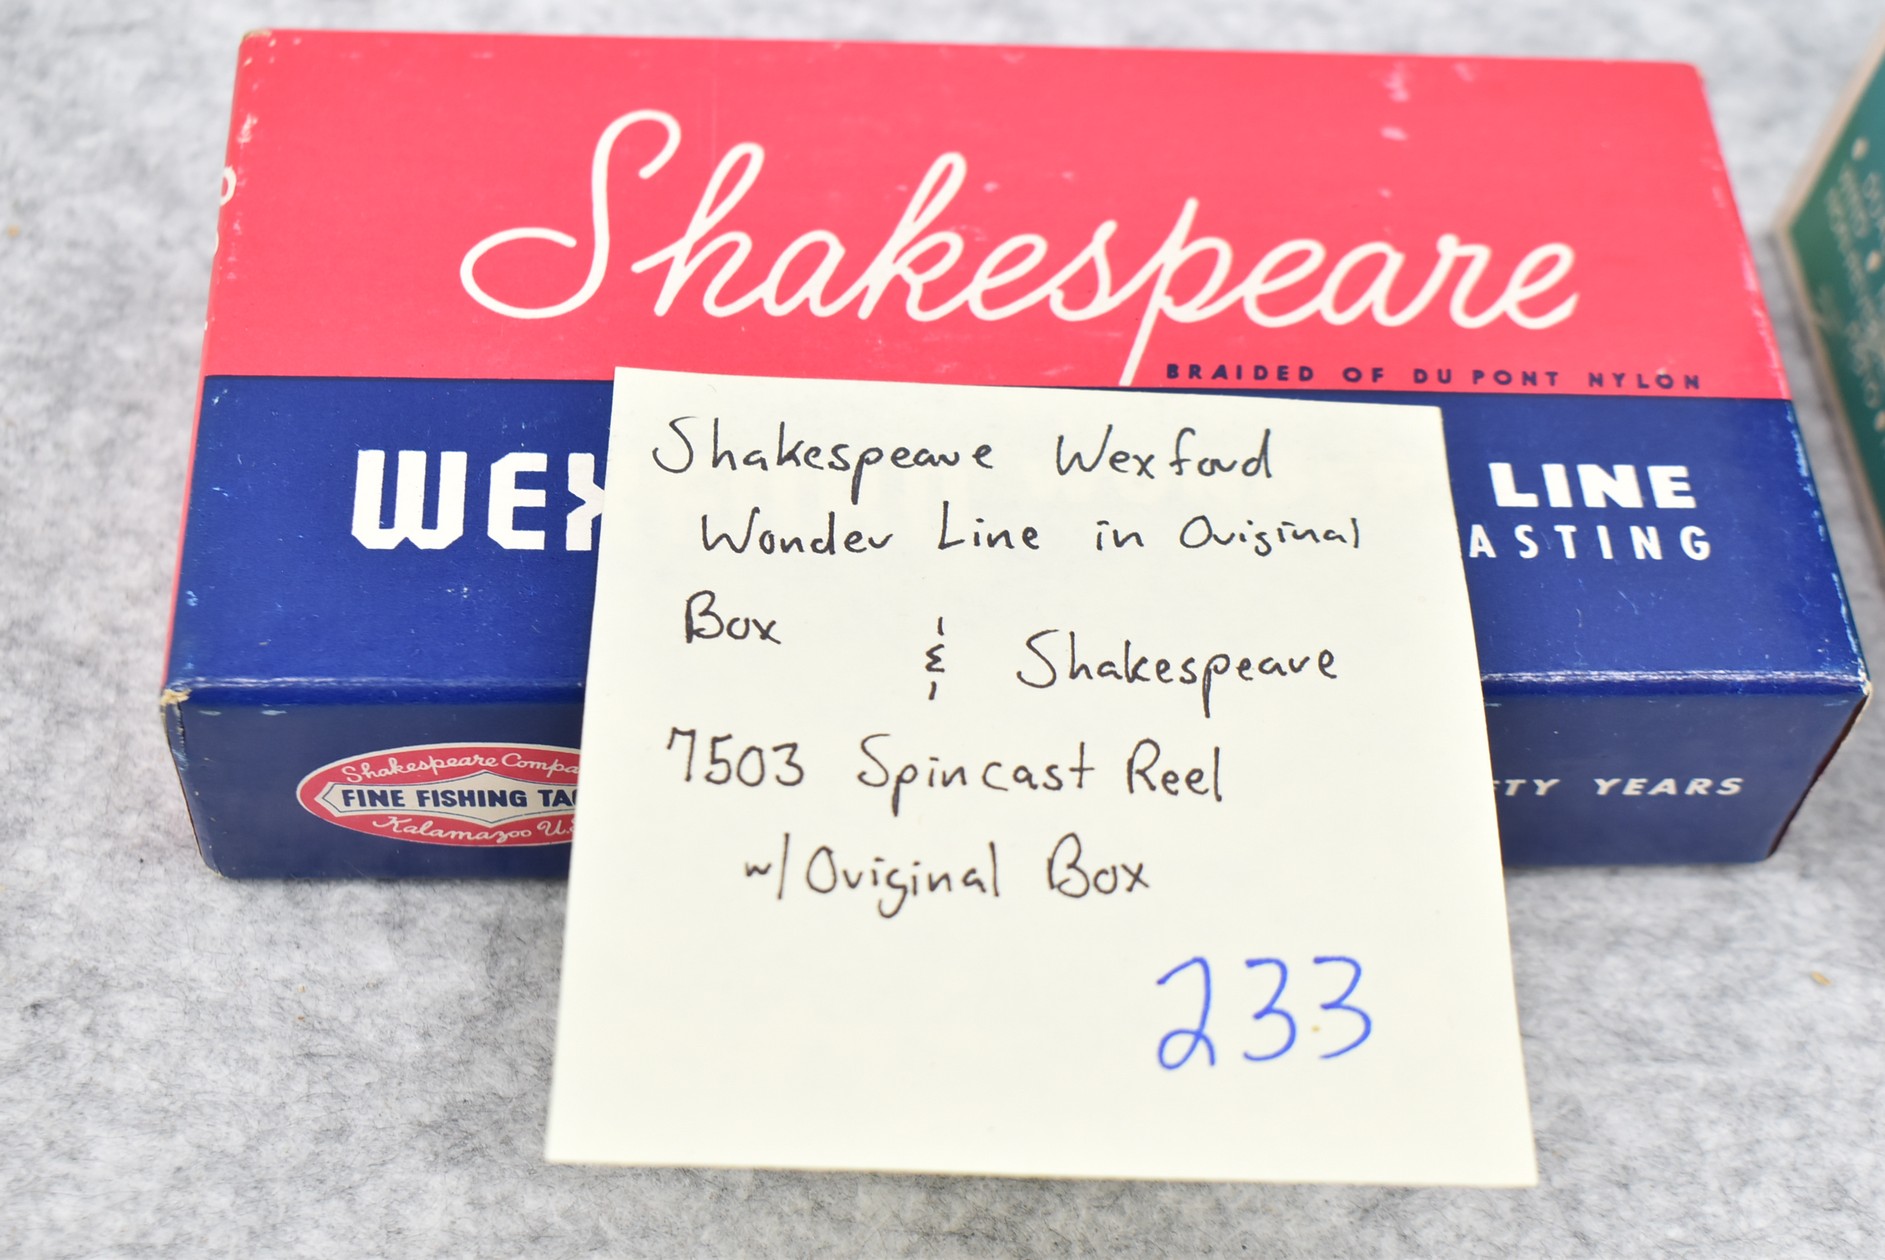 Shakespeare
BRAIDED OF DU PONT NYLON
WEX
LINE
ASTING
Shakespeare Wexford
Wonder Line in Original
Box & Shakespeare
7503 Spincast Reel
w/ Original Box
233
Shakespeare Compa
FINE FISHING TA
Kalamazoo U.
TY YEARS